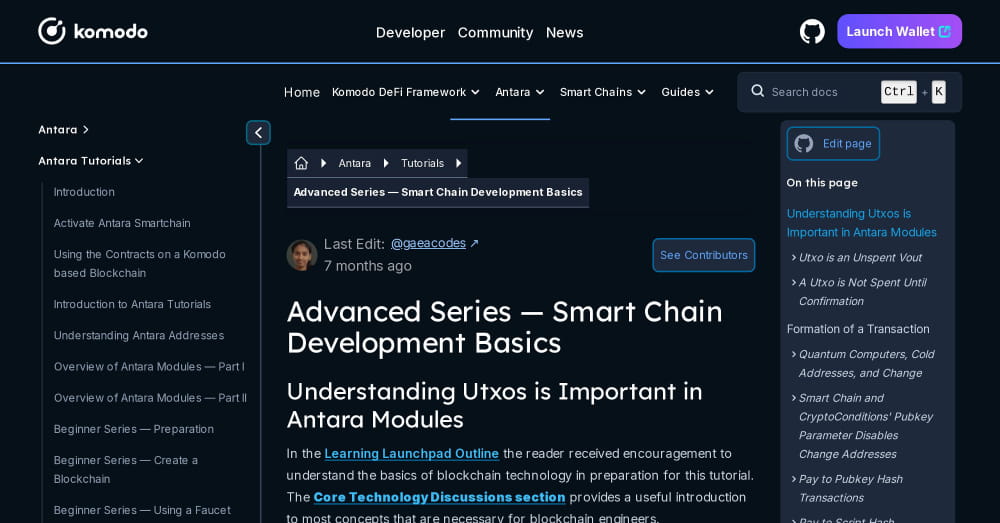 komodo
Developer Community News
Launch Wallet
Home Komodo DeFi Framework Antara Smart Chains Guides
Search docs Ctrl + K
Antara
Antara Tutorials
Introduction
Activate Antara Smartchain
Using the Contracts on a Komodo
based Blockchain
Introduction to Antara Tutorials
Understanding Antara Addresses
Overview of Antara Modules — Part I
Overview of Antara Modules — Part II
Beginner Series — Preparation
Beginner Series — Create a
Blockchain
Beginner Series — Using a Faucet
Antara Tutorials
Advanced Series — Smart Chain Development Basics
Last Edit: @gaeacodes ↗
7 months ago
See Contributors
Advanced Series — Smart Chain
Development Basics
Understanding Utxos is Important in
Antara Modules
In the Learning Launchpad Outline the reader received encouragement to
understand the basics of blockchain technology in preparation for this tutorial.
The Core Technology Discussions section provides a useful introduction
to most concepts that are necessary for blockchain engineers.
Edit page
On this page
Understanding Utxos is
Important in Antara Modules
Utxo is an Unspent Vout
A Utxo is Not Spent Until
Confirmation
Formation of a Transaction
Quantum Computers, Cold
Addresses, and Change
Smart Chain and
CryptoConditions' Pubkey
Parameter Disables
Change Addresses
Pay to Pubkey Hash
Transactions
Pay to Script Hash